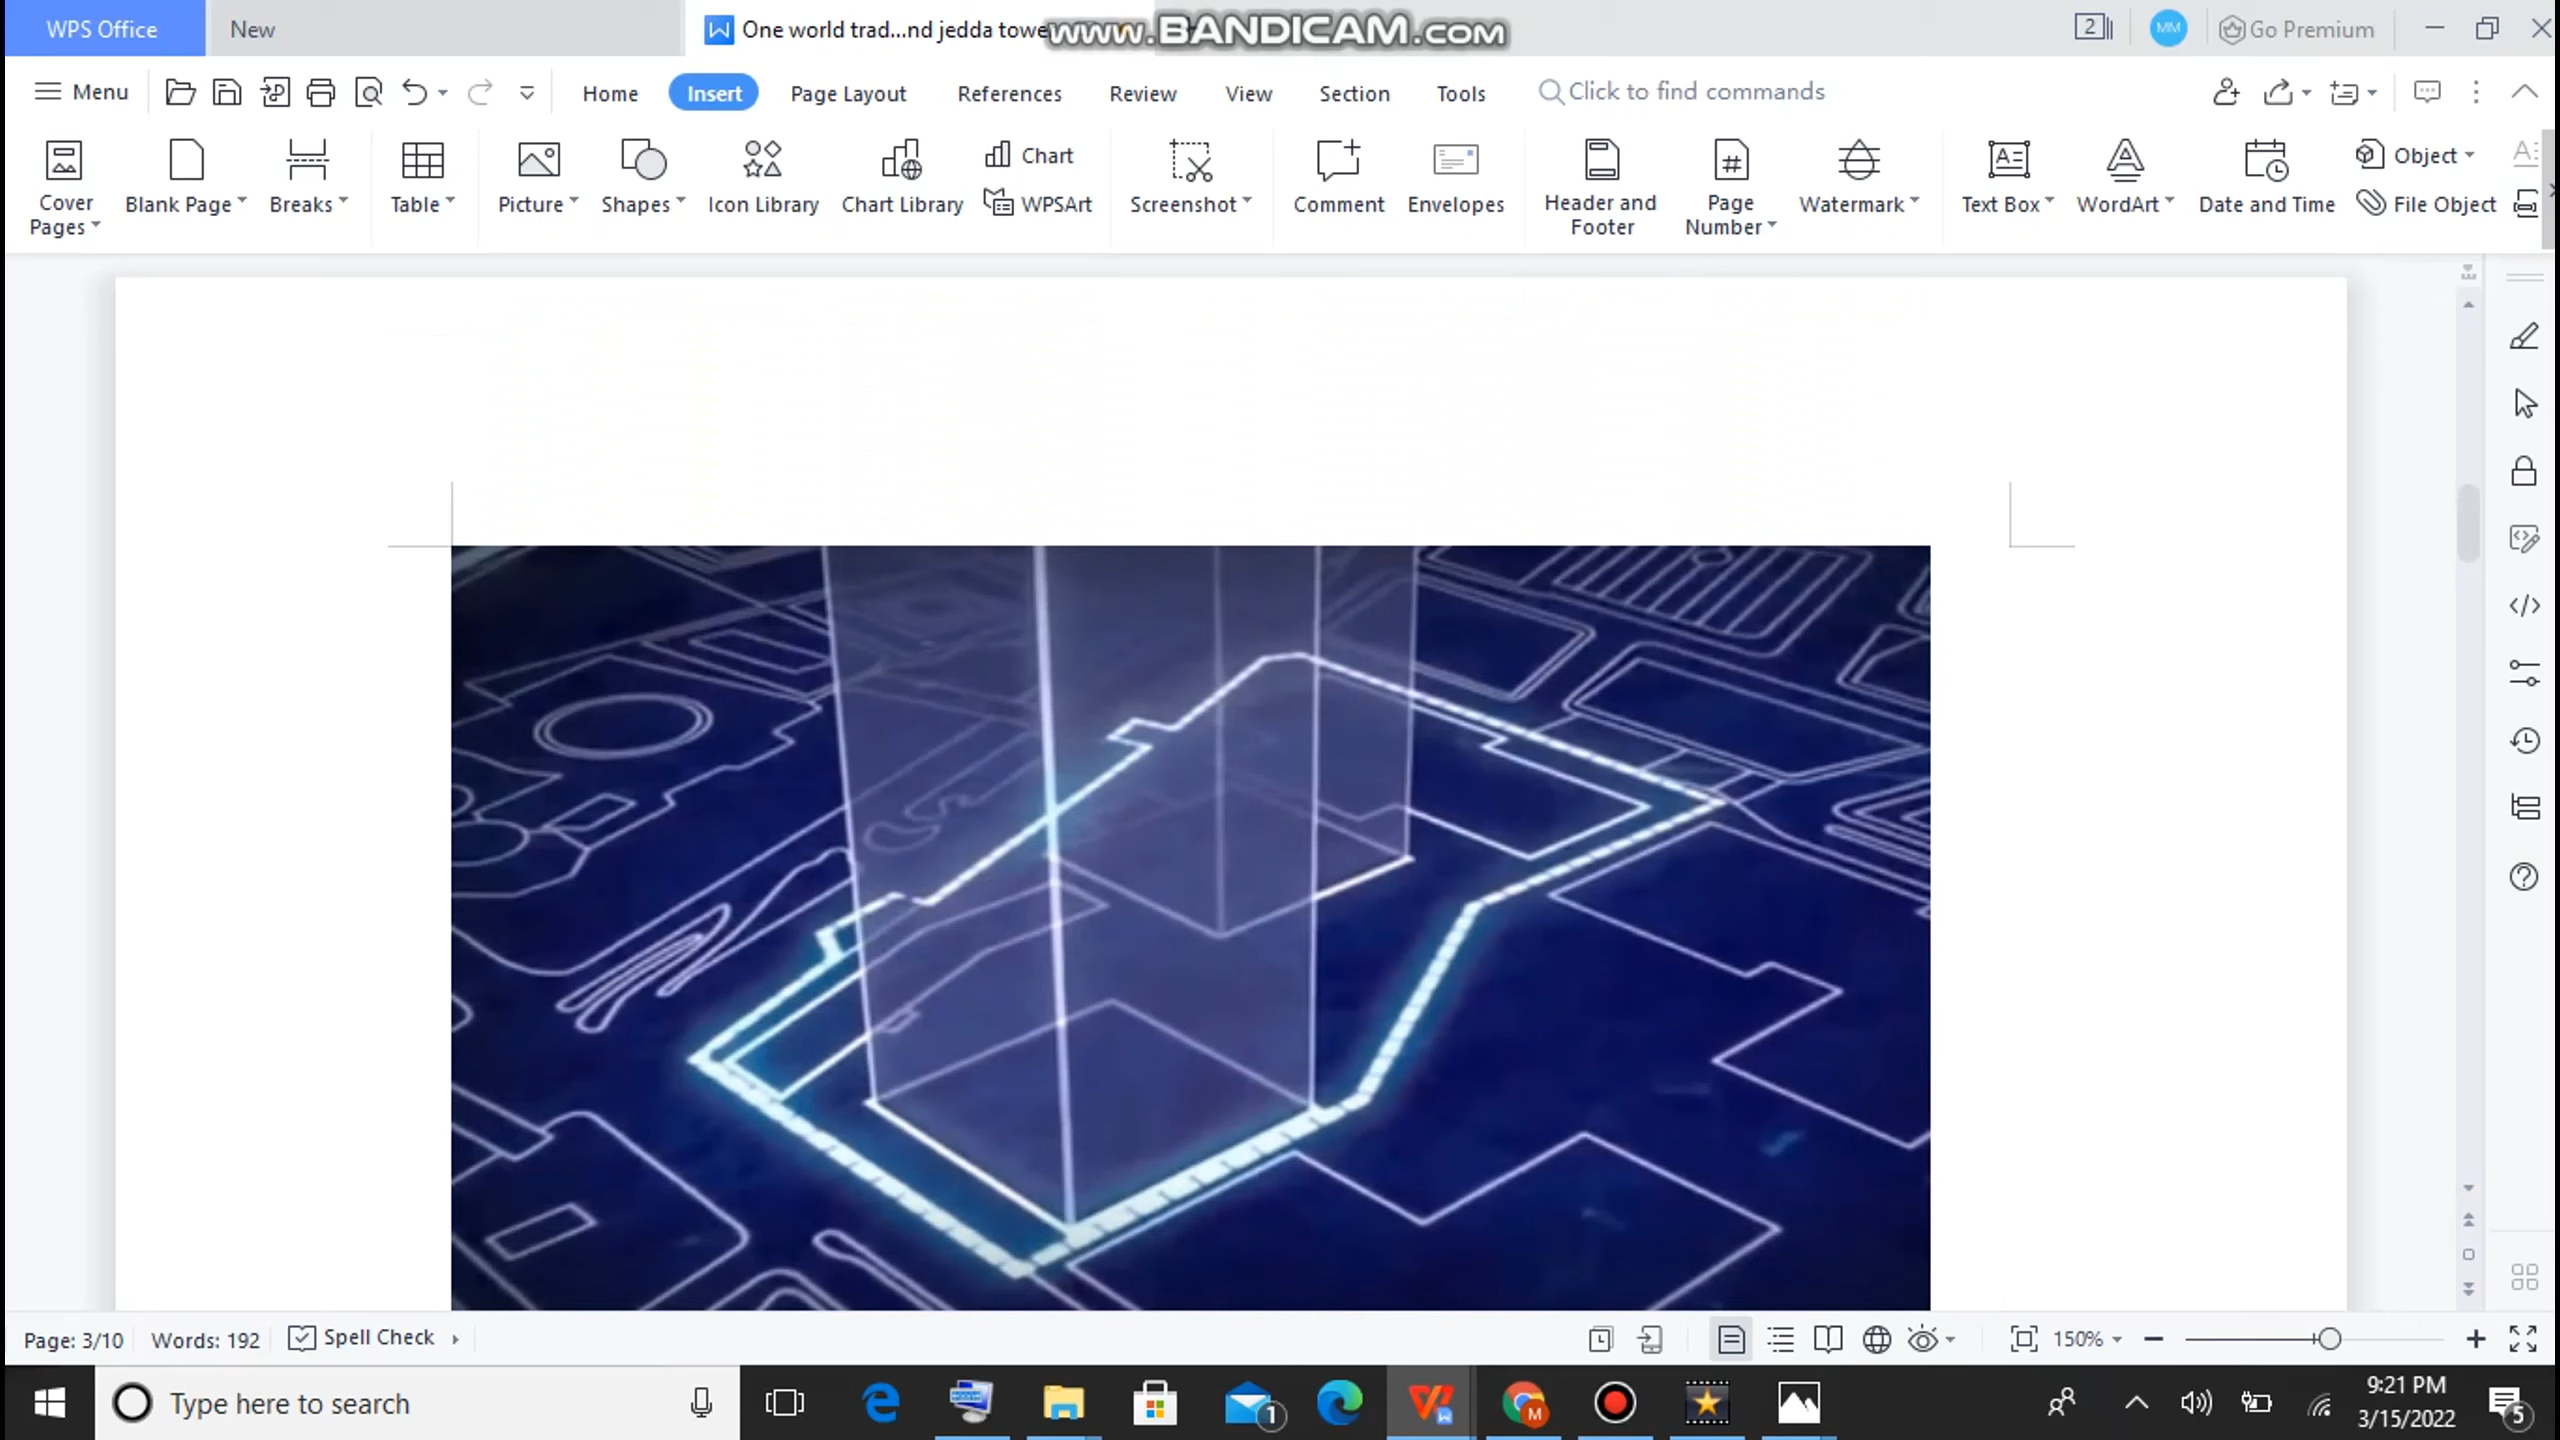 WPS Office
New
One world trad...nd jedda towe
www.BANDICAM.com
2
MM
Go Premium
Menu
Home
Insert
Page Layout
References
Review
View
Section
Tools
Click to find commands
Cover Pages
Blank Page
Breaks
Table
Picture
Shapes
Icon Library
Chart Library
Chart
WPSArt
Screenshot
Comment
Envelopes
Header and Footer
Page Number
Watermark
Text Box
WordArt
Date and Time
Object
File Object
Page: 3/10
Words: 192
Spell Check
150%
Type here to search
1
M
9:21 PM
3/15/2022
5